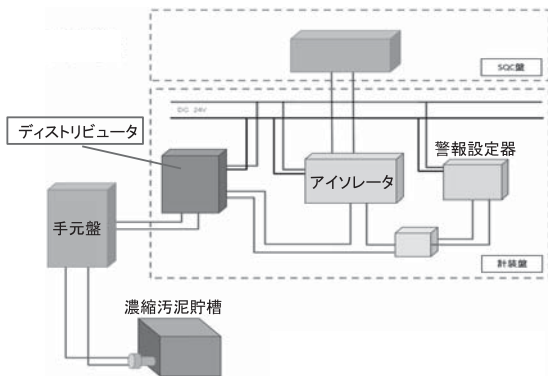 SQC盤
DC 24V
ディストリビュータ
警報設定器
アイソレータ
手元盤
計装盤
濃縮汚泥貯槽